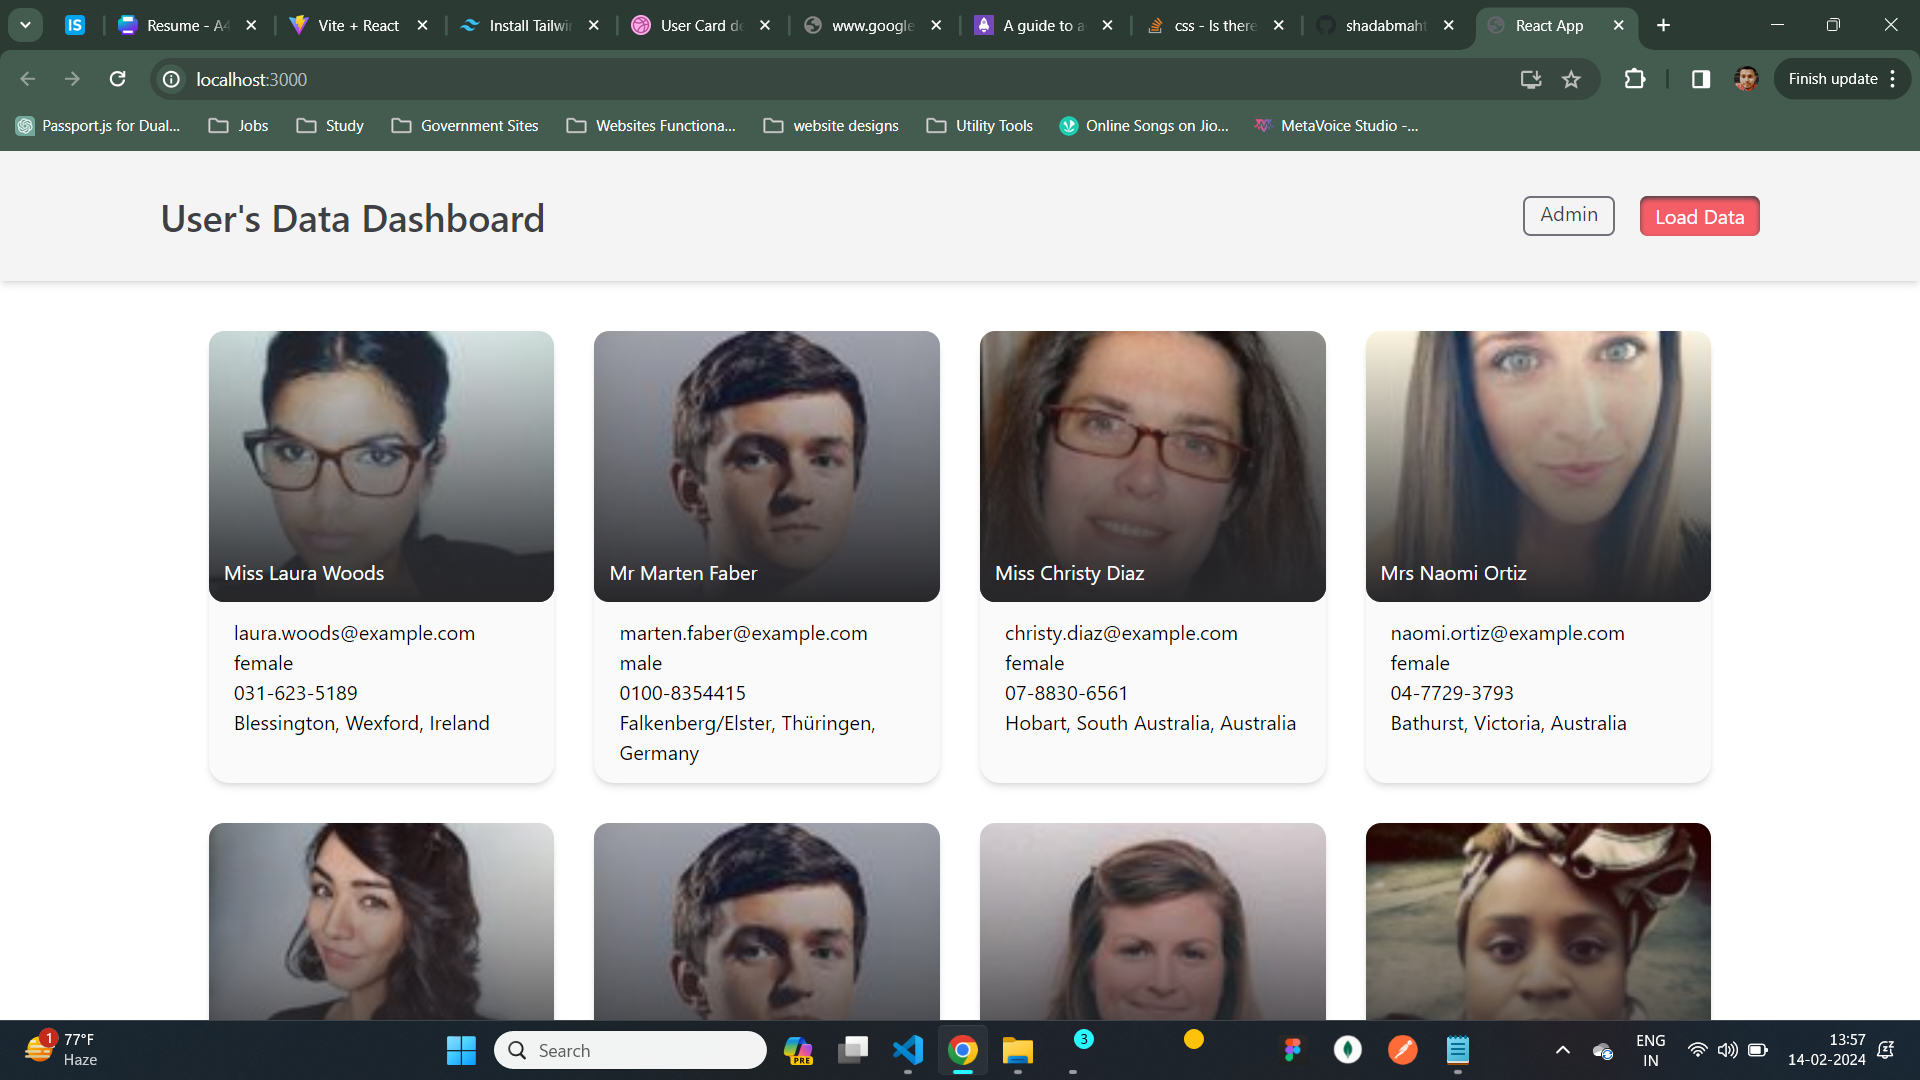 IS
Resume - A4
Vite + React
Install Tailwi
User Card de
www.google
A guide to a
css - Is there
shadabmaht
React App
localhost:3000
Finish update
Passport.js for Dual...
Jobs
Study
Government Sites
Websites Functiona...
website designs
Utility Tools
Online Songs on Jio...
MetaVoice Studio -...
User's Data Dashboard
Admin
Load Data
Miss Laura Woods
Mr Marten Faber
Miss Christy Diaz
Mrs Naomi Ortiz
laura.woods@example.com
female
031-623-5189
Blessington, Wexford, Ireland
marten.faber@example.com
male
0100-8354415
Falkenberg/Elster, Thüringen,
Germany
christy.diaz@example.com
female
07-8830-6561
Hobart, South Australia, Australia
naomi.ortiz@example.com
female
04-7729-3793
Bathurst, Victoria, Australia
1
77°F
Haze
Search
PRE
3
ENG
IN
13:57
14-02-2024